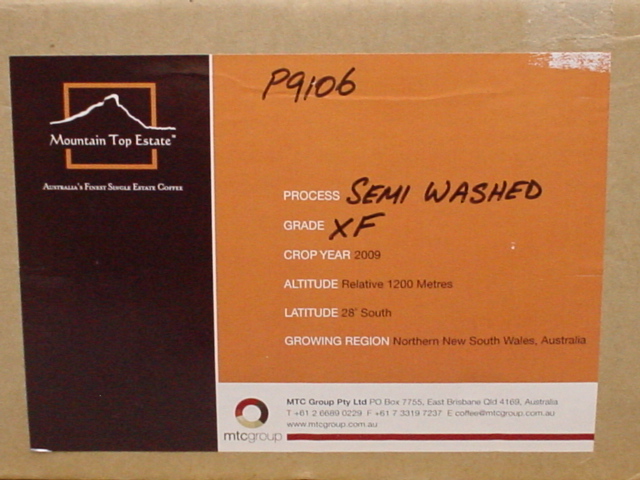 P9106
Mountain Top Estate™
Australia's Finest Single Estate Coffee
PROCESS SEMI WASHED
GRADE XF
CROP YEAR 2009
ALTITUDE Relative 1200 Metres
LATITUDE 28° South
GROWING REGION Northern New South Wales, Australia
mtcgroup
MTC Group Pty Ltd PO Box 7755, East Brisbane Qld 4169, Australia
T +61 2 6689 0229 F +61 7 3319 7237 E coffee@mtcgroup.com.au
www.mtcgroup.com.au